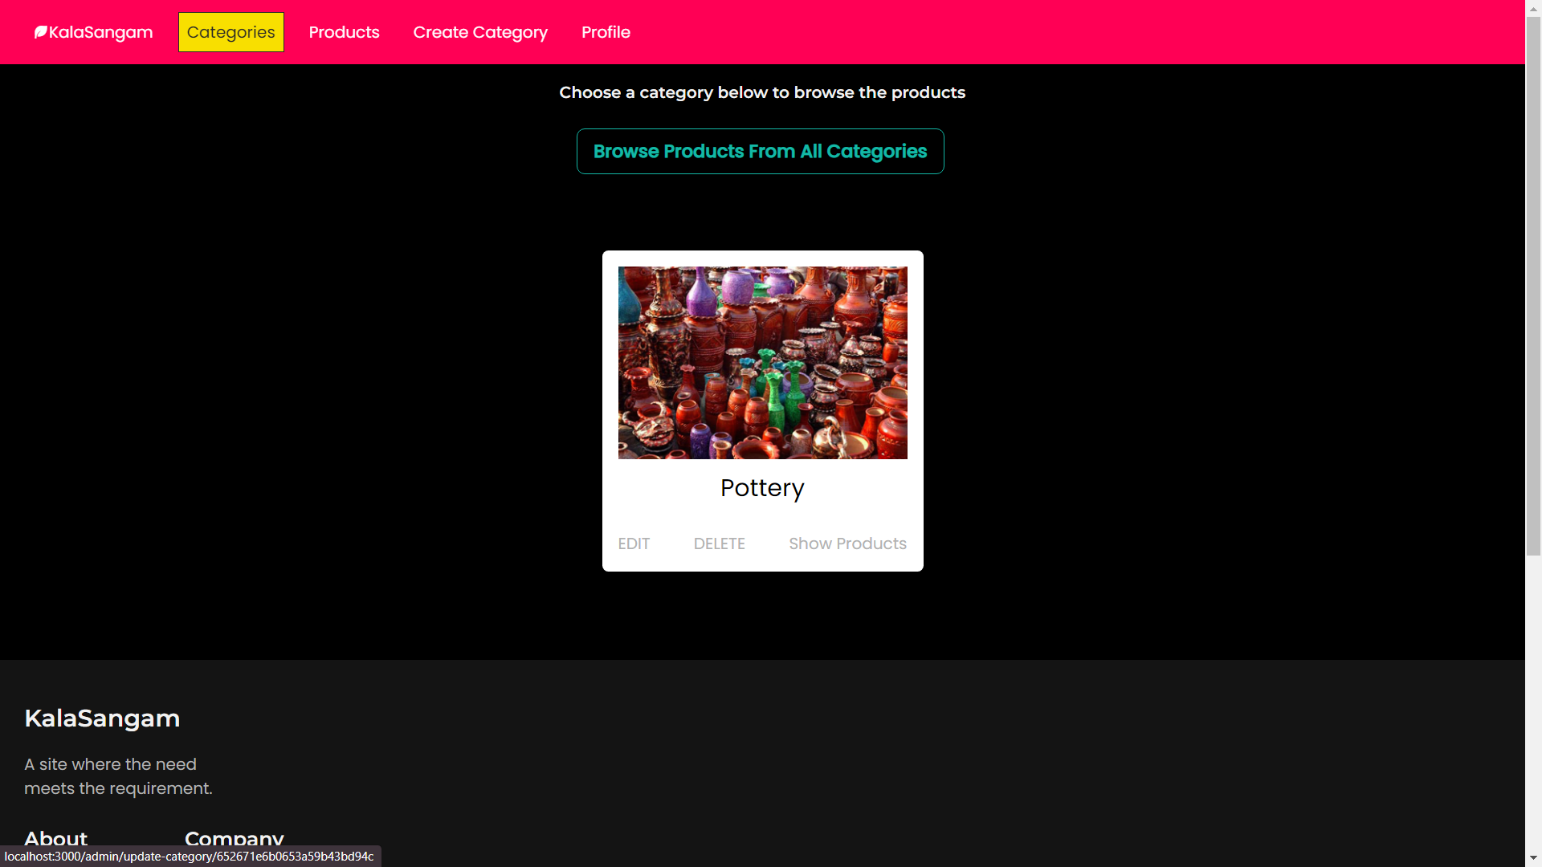 KalaSangam Categories Products Create Category Profile
Choose a category below to browse the products
Browse Products From All Categories
Pottery
EDIT DELETE Show Products
KalaSangam
A site where the need
meets the requirement.
About Company
localhost:3000/admin/update-category/652671e6b0653a59b43bd94c